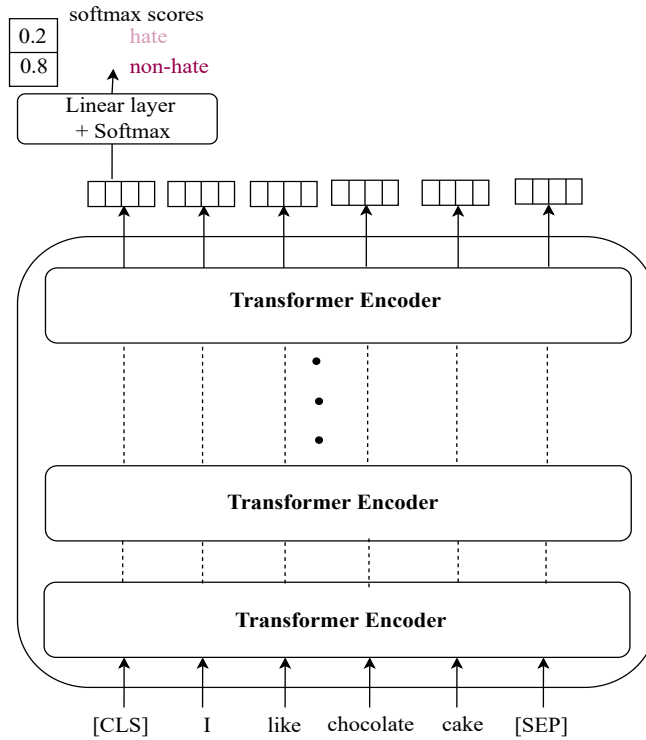 softmax scores
0.2 hate
0.8 non-hate
Linear layer
+ Softmax
Transformer Encoder
Transformer Encoder
Transformer Encoder
[CLS] I like chocolate cake [SEP]